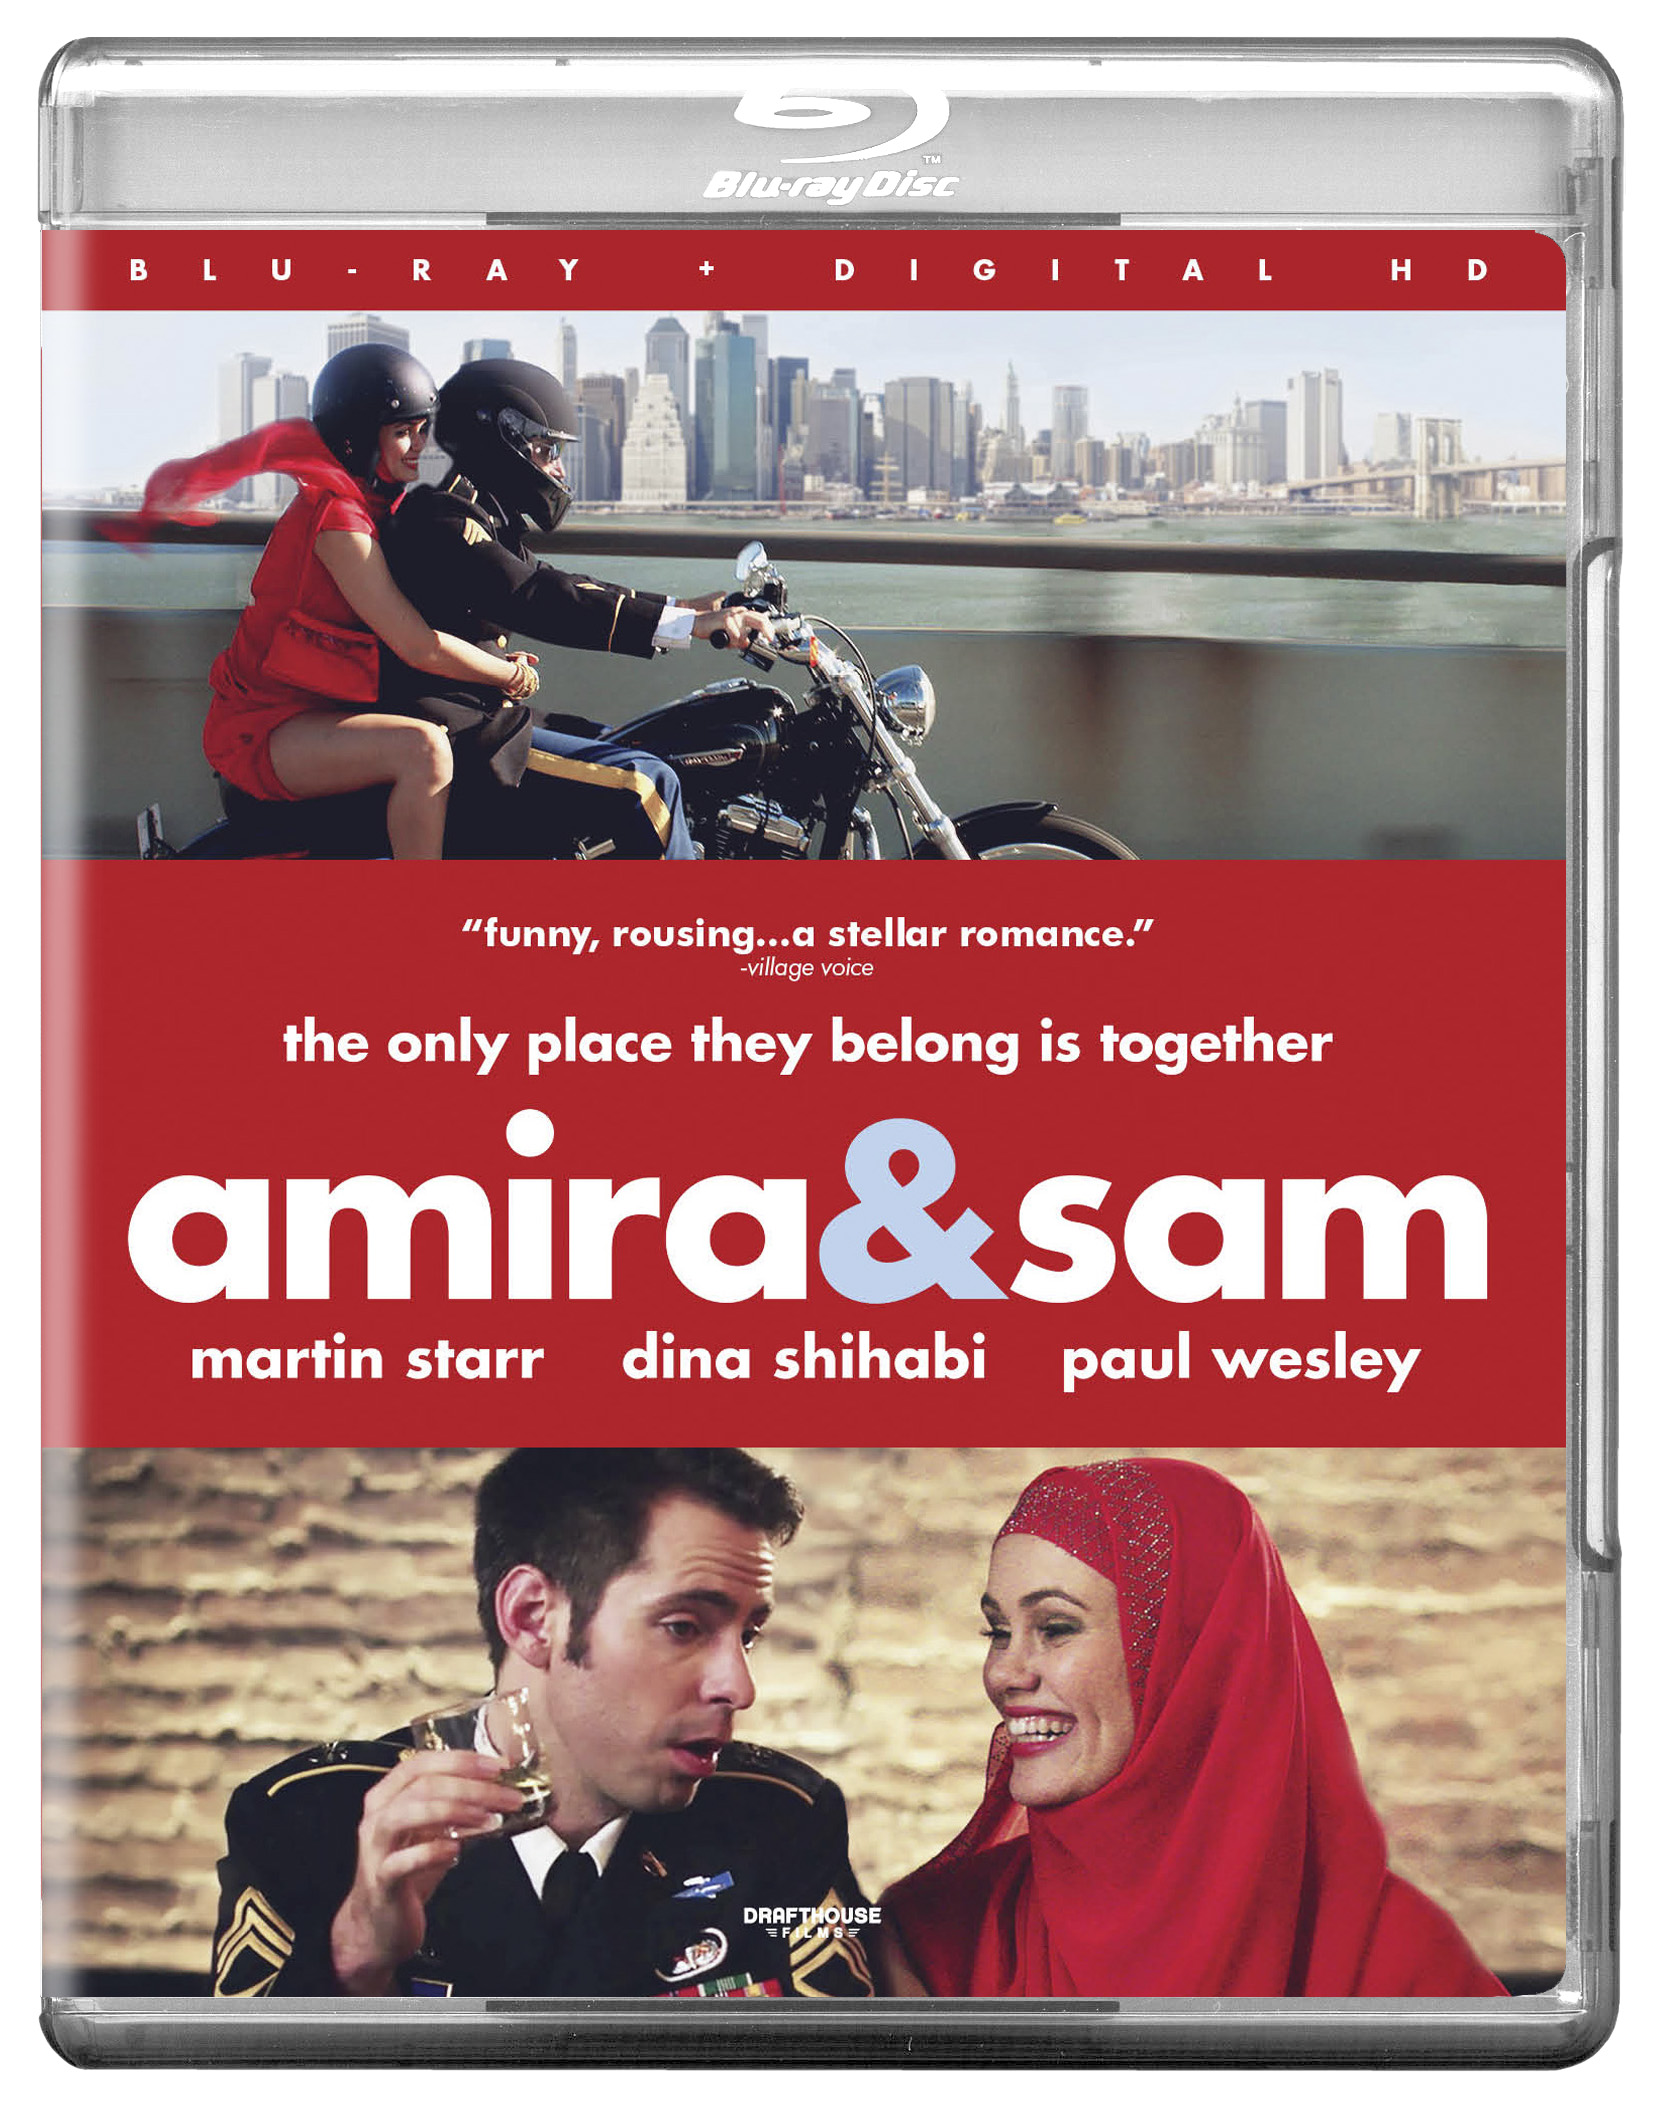 Blu-ray Disc™
BLU-RAY + DIGITAL HD
“funny, rousing...a stellar romance.”
-village voice
the only place they belong is together
amira&sam
martin starr dina shihabi paul wesley
DRAFTHOUSE
FILMS